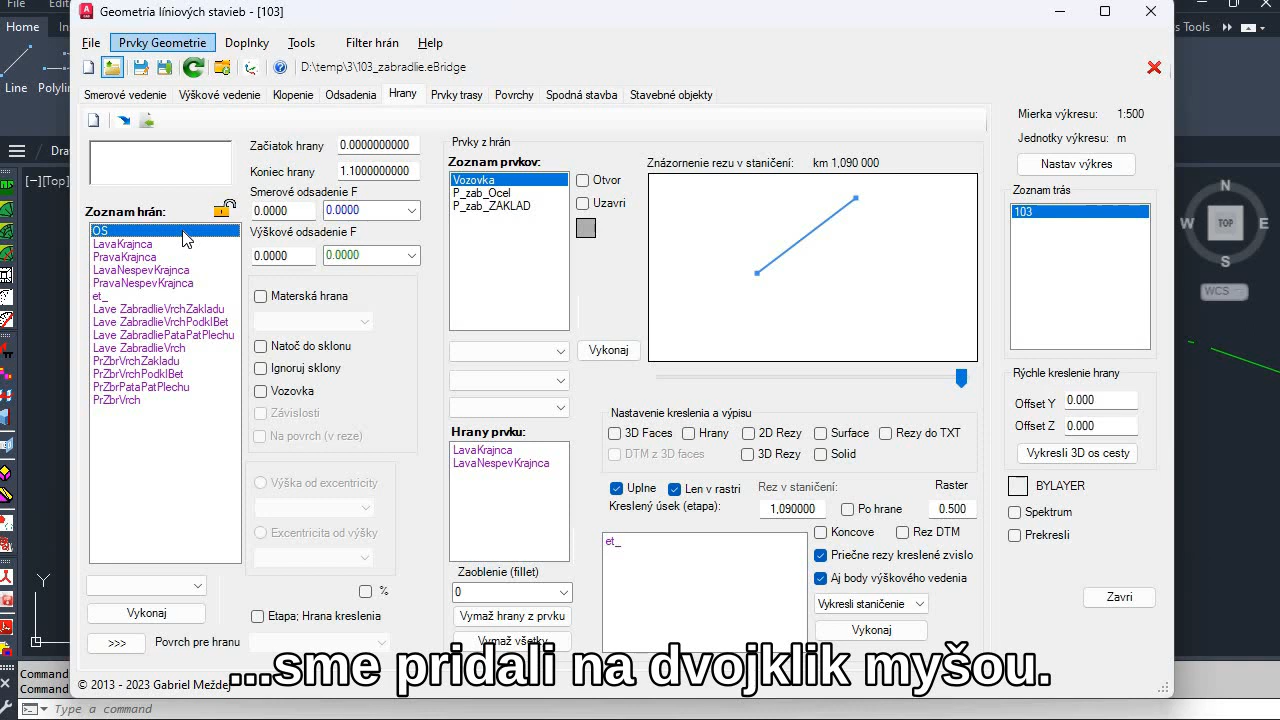 File
Home
In
s Tools
Line
Polylin
Drav
[−][Top]
Geometria líniových stavieb - [103]
File Prvky Geometrie Doplnky Tools Filter hrán Help
D:\temp\3\103_zabradlie.eBridge
Smerové vedenie Výškové vedenie Klopenie Odsadenia Hrany Prvky trasy Povrchy Spodná stavba Stavebné objekty
Začiatok hrany 0.0000000000
Koniec hrany 1.1000000000
Smerové odsadenie F
0.0000 0.0000
Výškové odsadenie F
0.0000 0.0000
Zoznam hrán:
OS
LavaKrajnca
PravaKrajnca
LavaNespevKrajnca
PravaNespevKrajnca
et_
Lave ZabradlieVrchZakladu
Lave ZabradlieVrchPodklBet
Lave ZabradliePataPatPlechu
Lave ZabradlieVrch
PrZbrVrchZakladu
PrZbrVrchPodklBet
PrZbrPataPatPlechu
PrZbrVrch
Vykonaj
>>>
Povrch pre hranu
Materská hrana
Natoč do sklonu
Ignoruj sklony
Vozovka
Závislosti
Na povrch (v reze)
Výška od excentricity
Excentricita od výšky
%
Etapa; Hrana kreslenia
Prvky z hrán
Zoznam prvkov:
Vozovka
P_zab_Ocel
P_zab_ZAKLAD
Otvor
Uzavri
Vykonaj
Hrany prvku:
LavaKrajnca
LavaNespevKrajnca
Zaoblenie (fillet)
0
Vymaž hrany z prvku
Vymaž všetky
Znázornenie rezu v staničení: km 1,090 000
Nastavenie kreslenia a výpisu
3D Faces Hrany 2D Rezy Surface Rezy do TXT
DTM z 3D faces 3D Rezy Solid
Uplne Len v rastri Rez v staničení: Raster
Kreslený úsek (etapa): 1,090000 Po hrane 0.500
et_
Koncove Rez DTM
Priečne rezy kreslené zvislo
Aj body výškového vedenia
Vykresli staničenie
Vykonaj
Mierka výkresu: 1:500
Jednotky výkresu: m
Nastav výkres
Zoznam trás
103
Rýchle kreslenie hrany
Offset Y 0.000
Offset Z 0.000
Vykresli 3D os cesty
BYLAYER
Spektrum
Prekresli
Zavri
N
W TOP E
S
WCS
Y
© 2013 - 2023 Gabriel Meždej
Command
Command
Type a command
...sme pridali na dvojklik myšou.